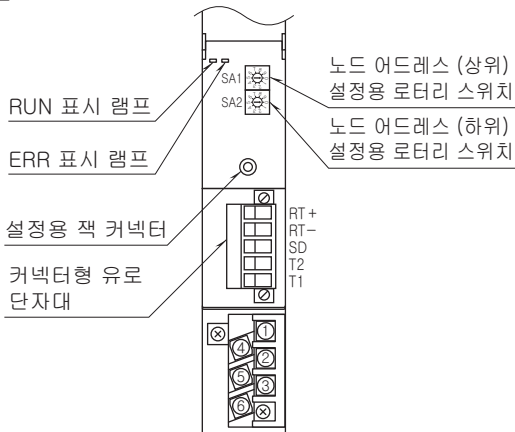 SA1
SA2
노드 어드레스 (상위)
설정용 로터리 스위치
노드 어드레스 (하위)
설정용 로터리 스위치
RUN 표시 램프
ERR 표시 램프
설정용 잭 커넥터
커넥터형 유로
단자대
RT+
RT−
SD
T2
T1
①
④
②
⑤
③
⑥